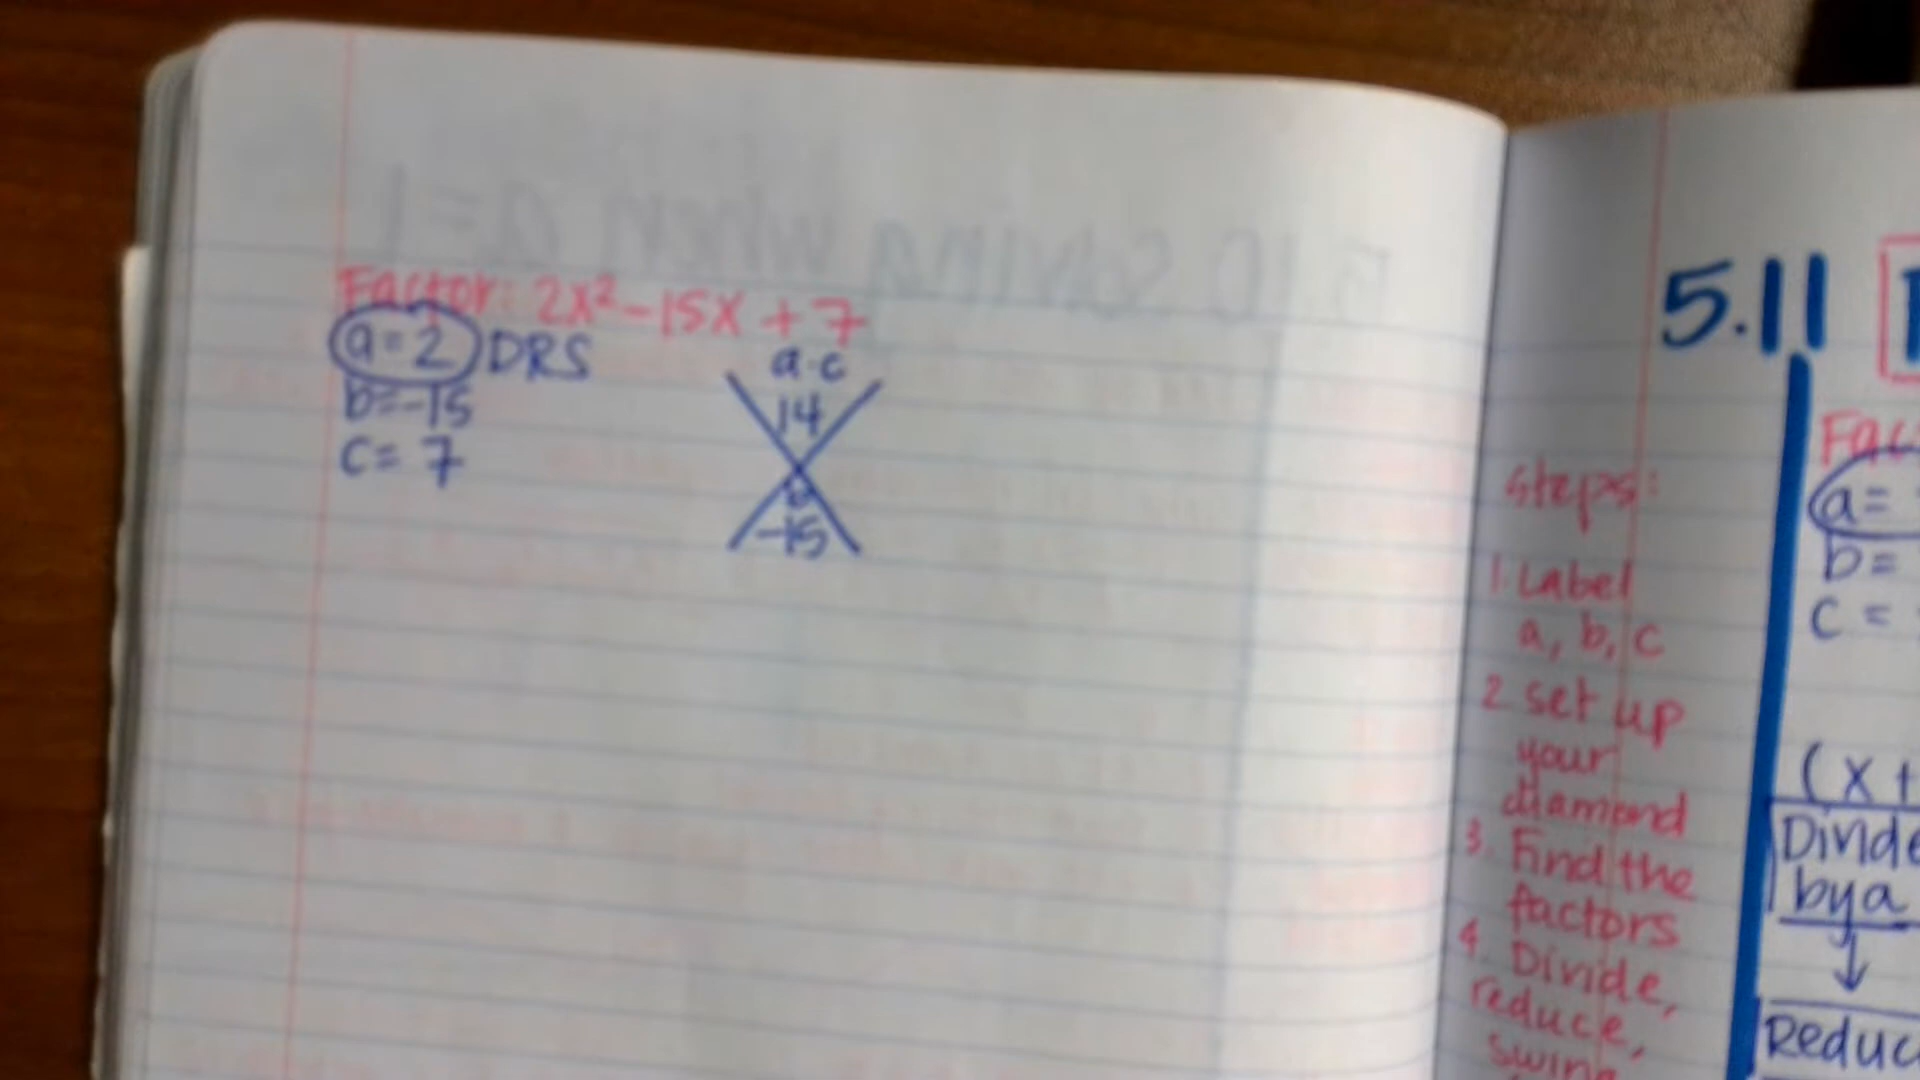 Factor: 2x²-15x + 7
a=2 DRS
b=-15
c= 7
a·c
14
b
-15
5.11
steps:
1. Label
a, b, c
2 set up
your
diamond
3. Find the
factors
4. Divide,
reduce,
swing
a=
b=
c =
(x +
Divide
by a
↓
Reduc